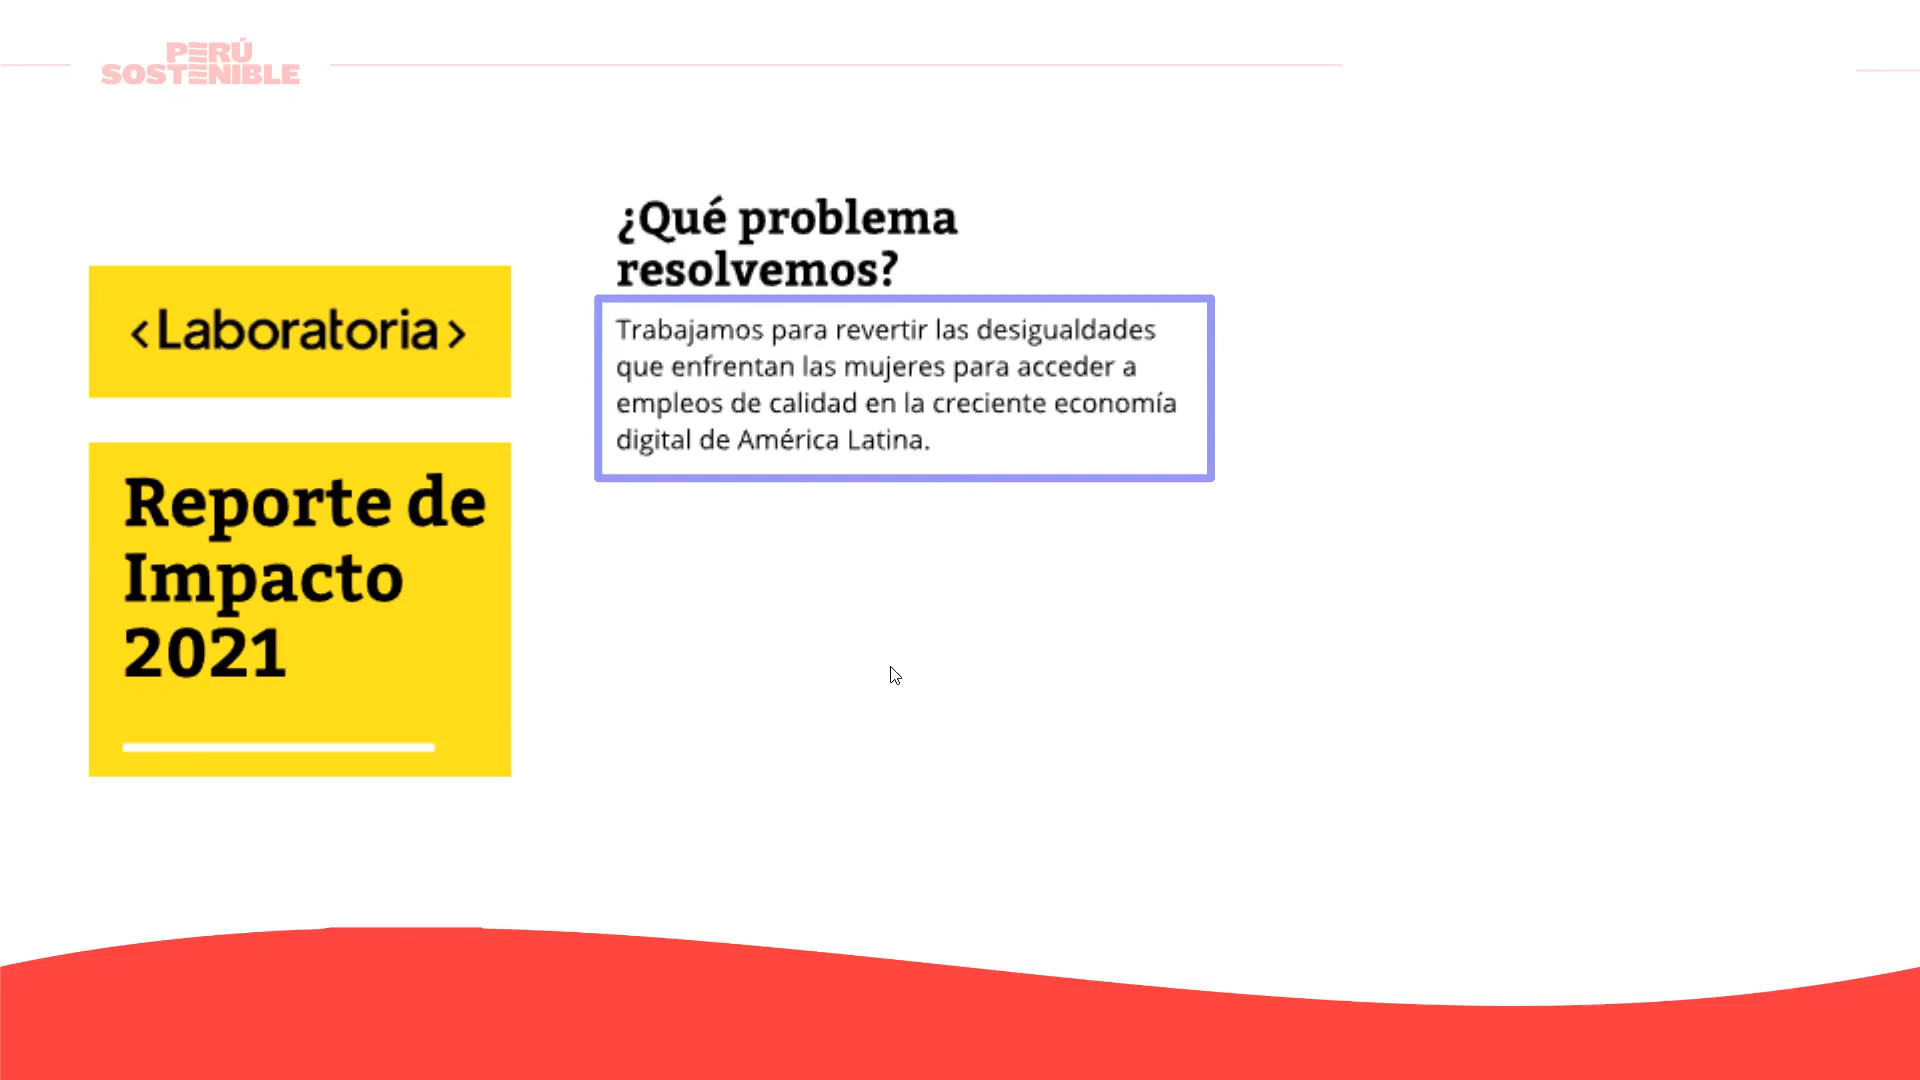 PERÚ
SOSTENIBLE
¿Qué problema
resolvemos?
<Laboratoria>
Trabajamos para revertir las desigualdades
que enfrentan las mujeres para acceder a
empleos de calidad en la creciente economía
digital de América Latina.
Reporte de
Impacto
2021